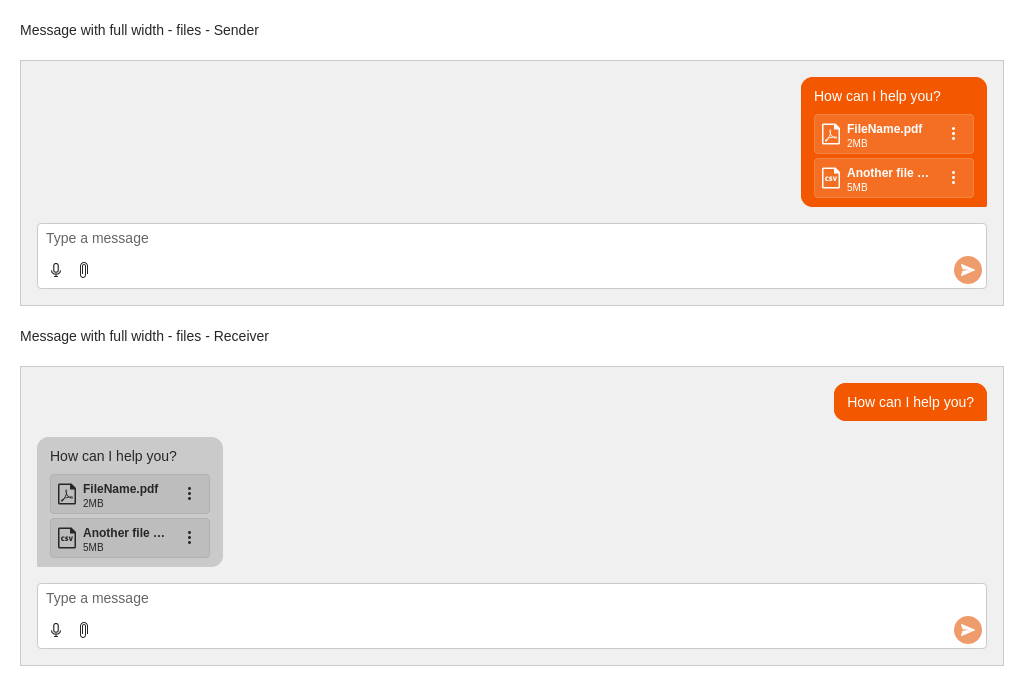 Message with full width - files - Sender
How can I help you?
FileName.pdf
2MB
CSV
Another file ...
5MB
Type a message
Message with full width - files - Receiver
How can I help you?
How can I help you?
FileName.pdf
2MB
CSV
Another file ...
5MB
Type a message